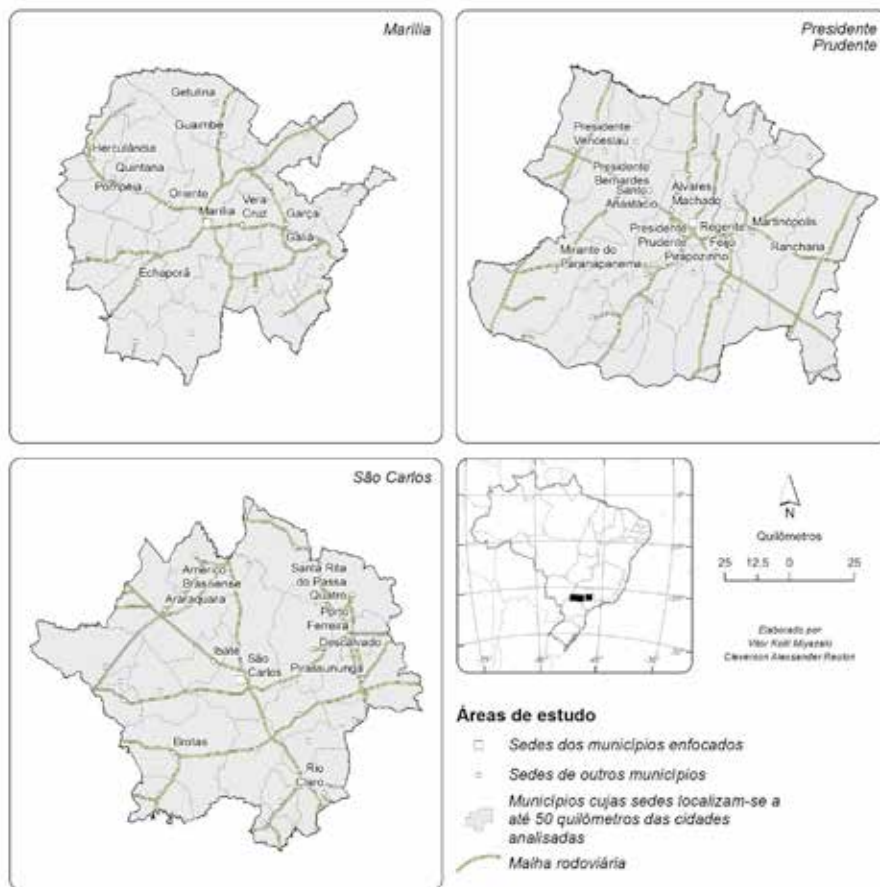 Marília
Getulina
Guaimbe
Herculândia
Quintana
Pompéia
Oriente
Vera
Cruz
Marília
Garça
Gália
Echaporã
Presidente
Prudente
Presidente
Venceslau
Presidente
Bernardes
Santo
Anastácio
Alvares
Machado
Martinópolis
Regente
Feijó
Presidente
Prudente
Pirapozinho
Rancharia
Mirante do
Paranapanema
São Carlos
Américo
Brasiliense
Araraquara
Santa Rita
do Passa
Quatro
Porto
Ferreira
Descalvado
Ibaté
São
Carlos
Pirassununga
Brotas
Rio
Claro
N
Quilômetros
25 12.5 0 25
Elaborado por:
Vitor Koiti Miyazaki
Cleverson Alessander Reolon
Áreas de estudo
Sedes dos municípios enfocados
Sedes de outros municípios
Municípios cujas sedes localizam-se a
até 50 quilômetros das cidades
analisadas
Malha rodoviária